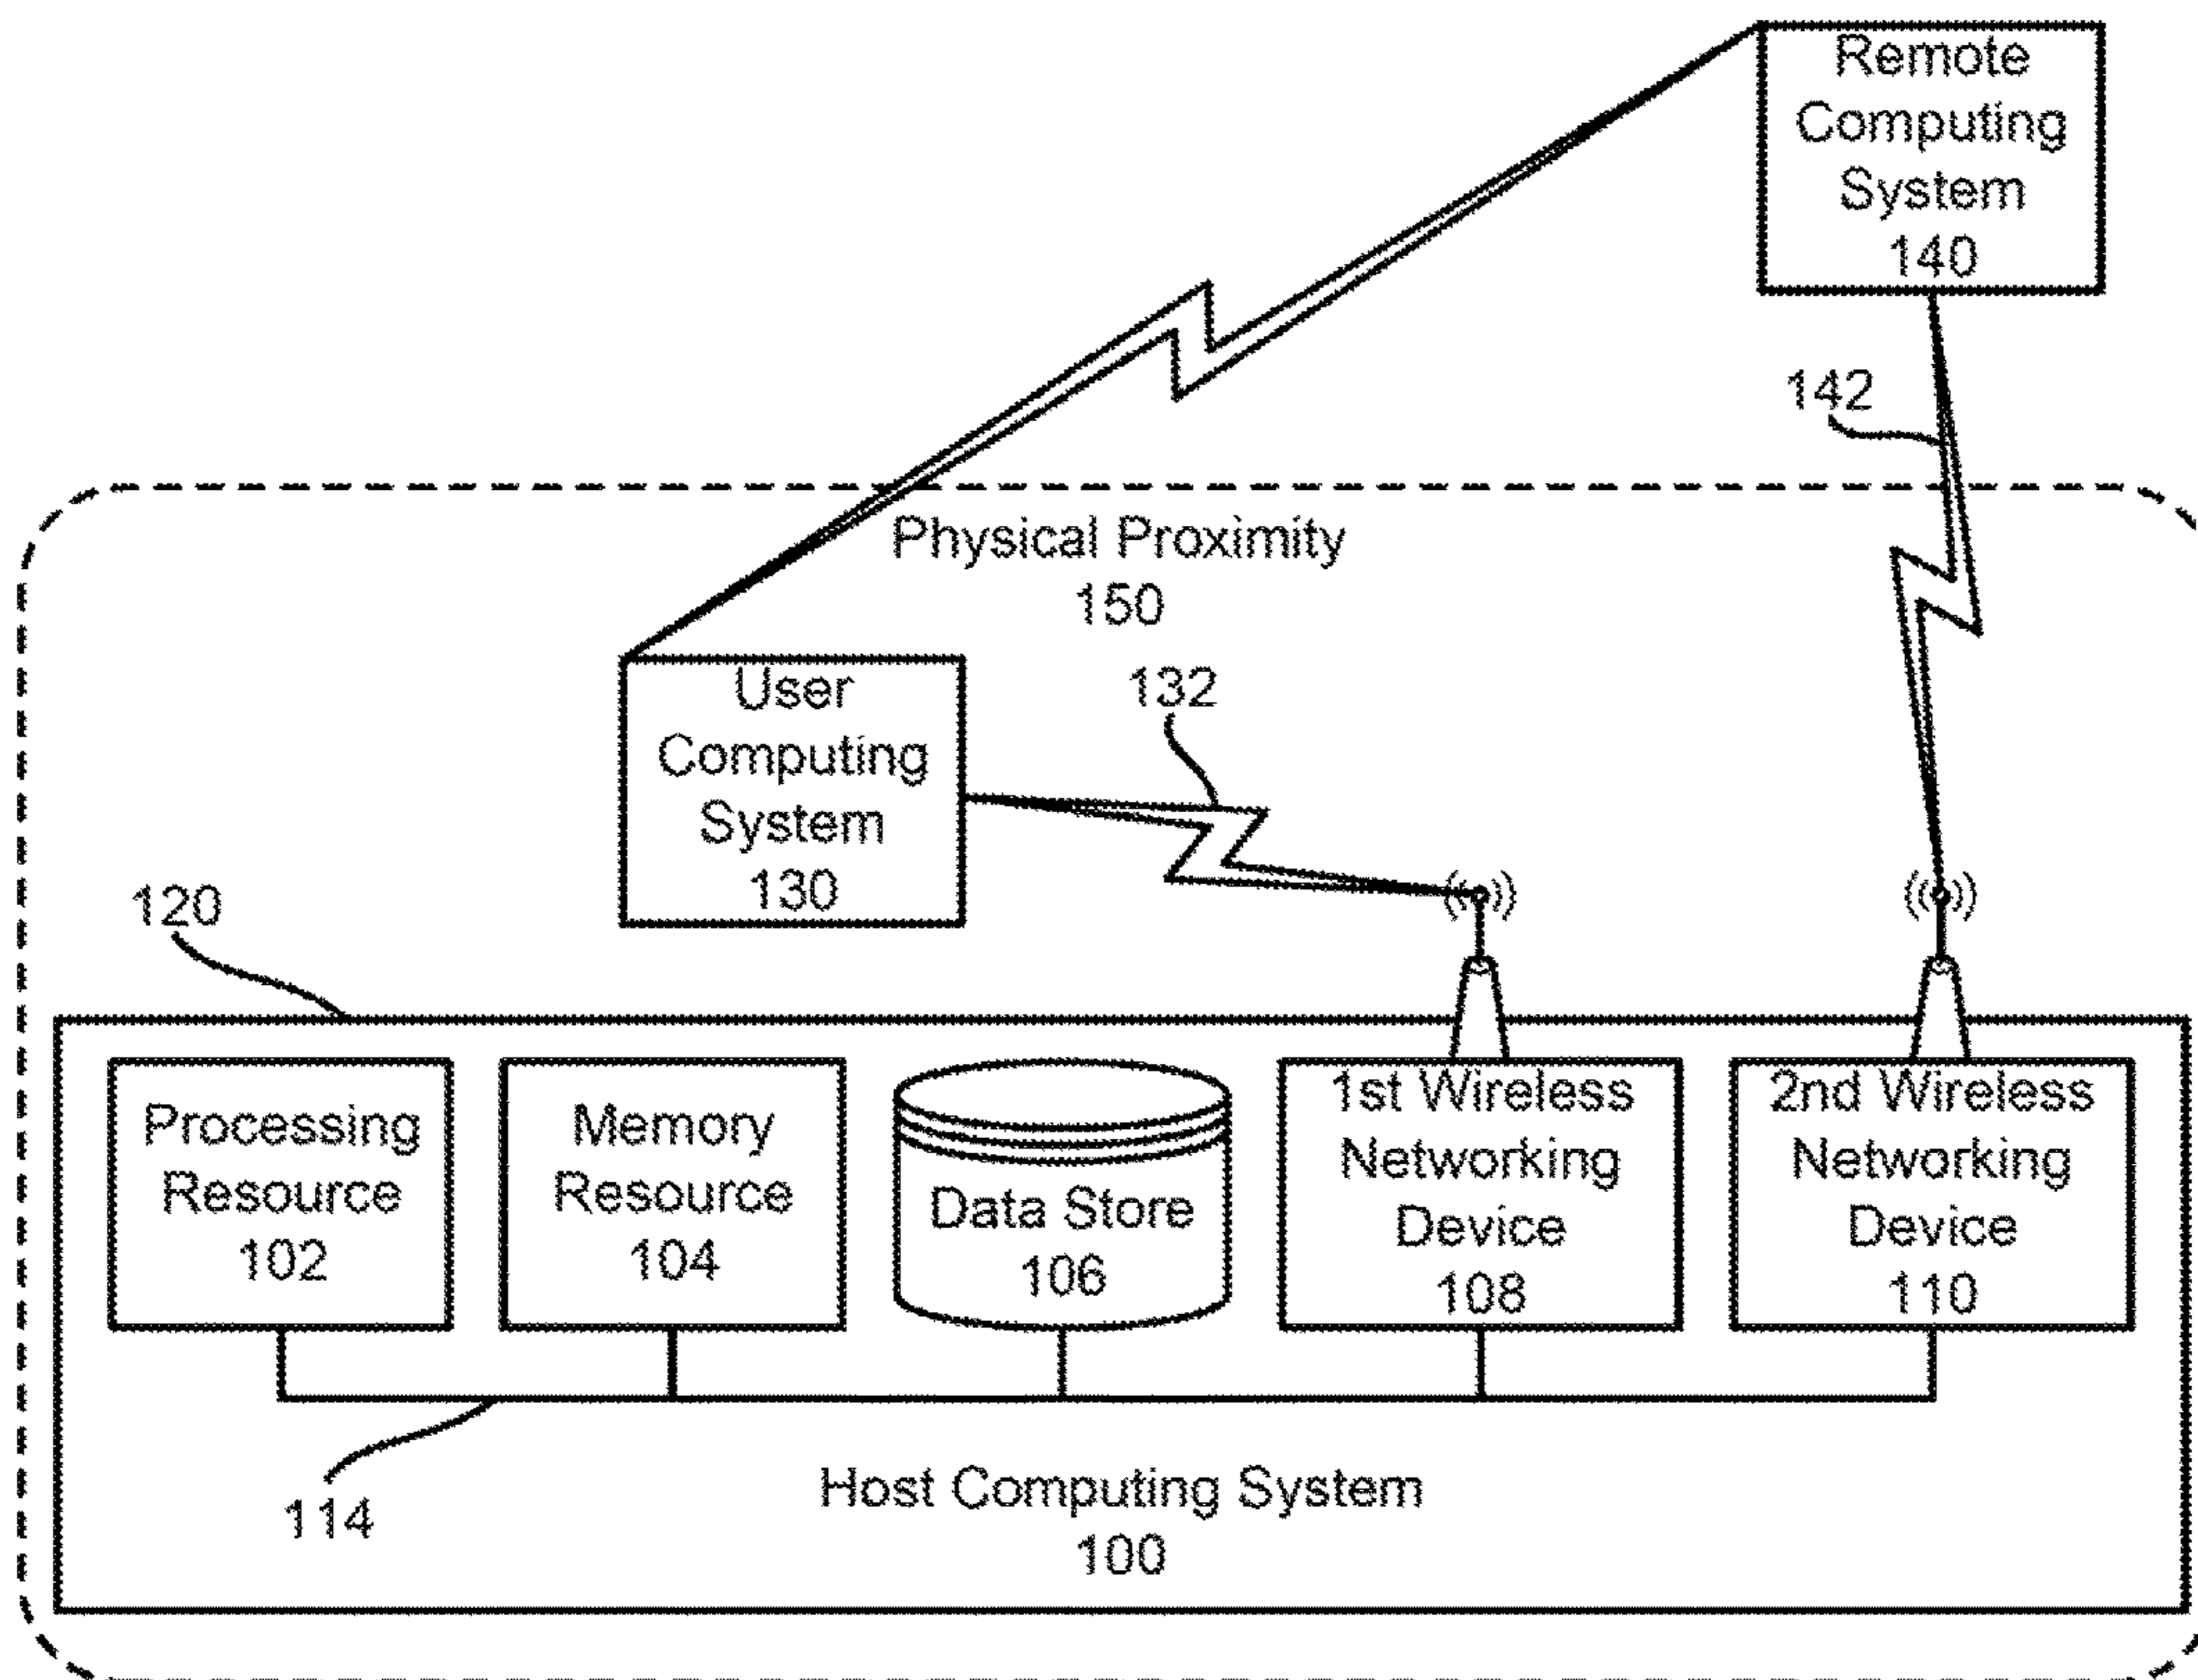 Remote
Computing
System
140
142
Physical Proximity
150
User
Computing
System
130
132
120
Processing
Resource
102
Memory
Resource
104
Data Store
106
1st Wireless
Networking
Device
108
2nd Wireless
Networking
Device
110
114
Host Computing System
100